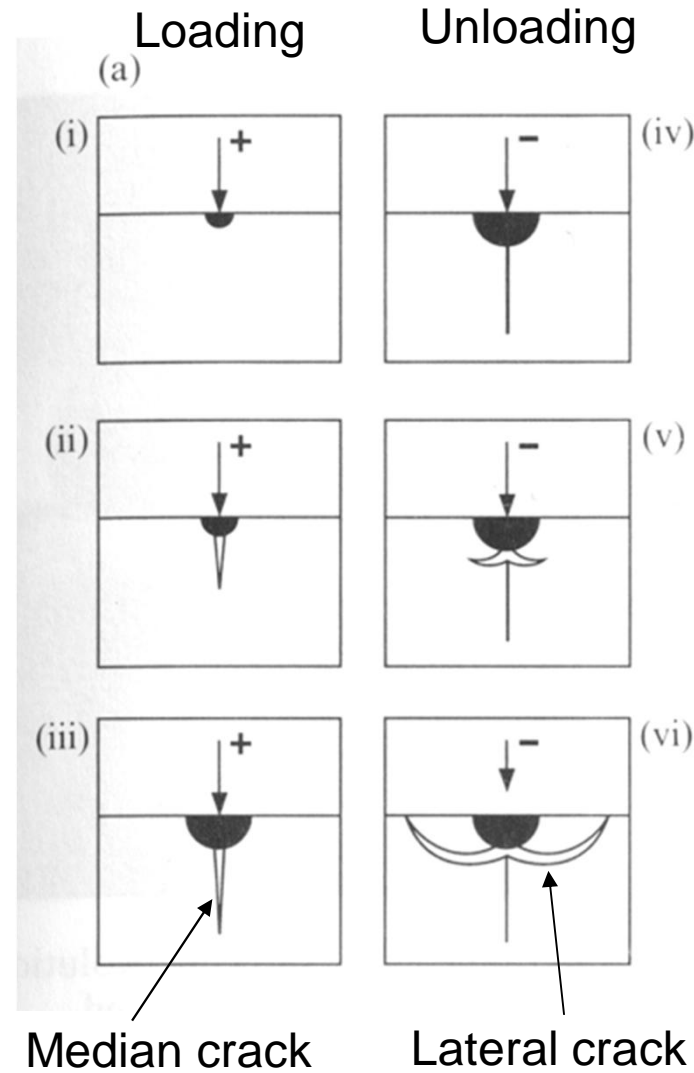 Loading Unloading
(a)
(i) + - (iv)
(ii) + - (v)
(iii) + - (vi)
Median crack Lateral crack